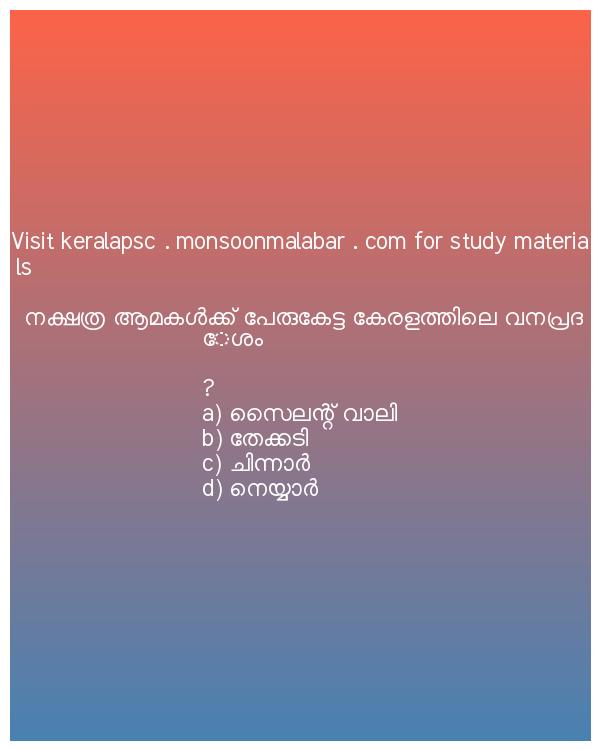 Visit keralapsc . monsoonmalabar . com for study materia
ls
നക്ഷത്ര ആമകൾക്ക് പേരുകേട്ട കേരളത്തിലെ വനപ്രദ
േശം
?
a) സൈലന്റ് വാലി
b) തേക്കടി
c) ചിന്നാർ
d) നെയ്യാർ